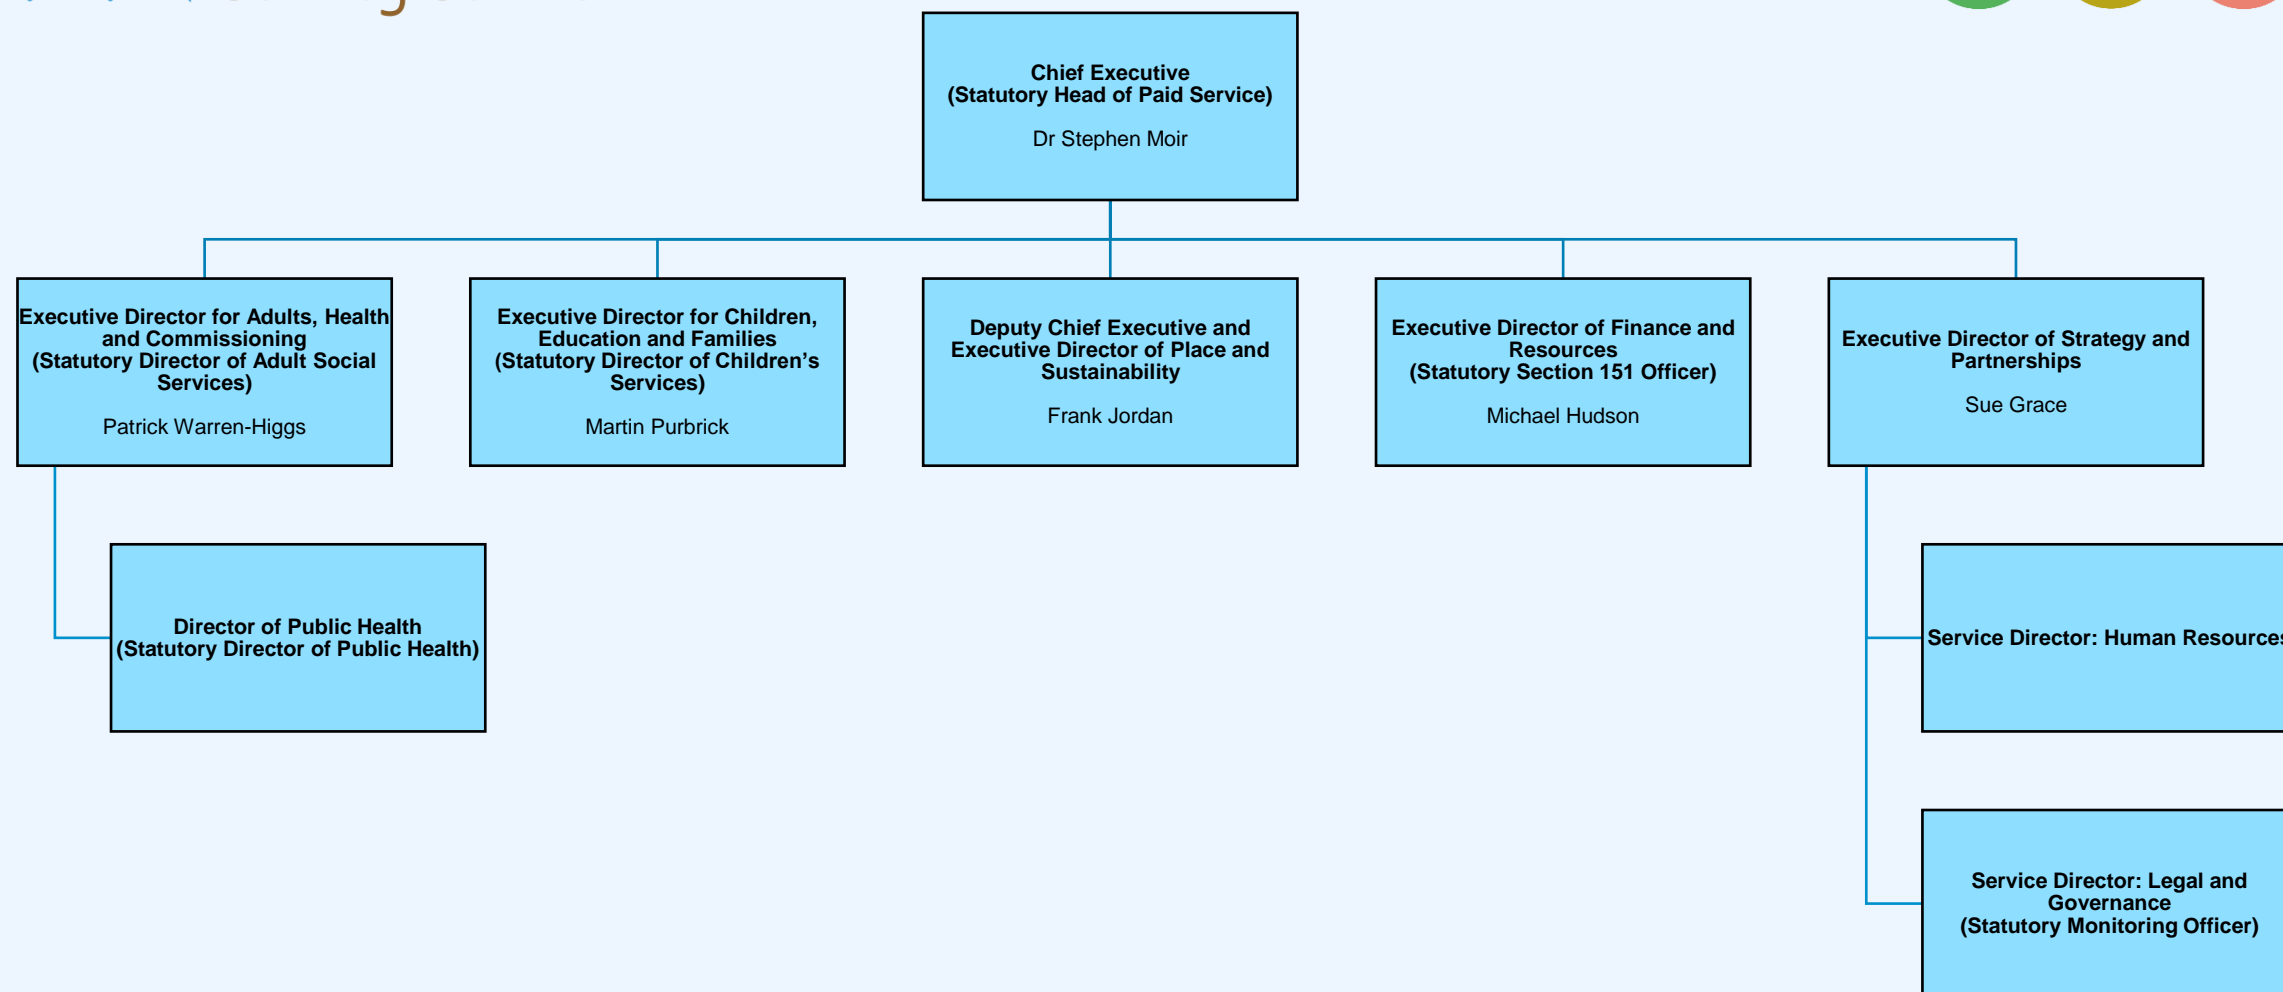 Chief Executive
(Statutory Head of Paid Service)
Dr Stephen Moir
Executive Director for Adults, Health
and Commissioning
(Statutory Director of Adult Social
Services)
Patrick Warren-Higgs
Executive Director for Children,
Education and Families
(Statutory Director of Children’s
Services)
Martin Purbrick
Deputy Chief Executive and
Executive Director of Place and
Sustainability
Frank Jordan
Executive Director of Finance and
Resources
(Statutory Section 151 Officer)
Michael Hudson
Executive Director of Strategy and
Partnerships
Sue Grace
Director of Public Health
(Statutory Director of Public Health)
Service Director: Human Resources
Service Director: Legal and
Governance
(Statutory Monitoring Officer)